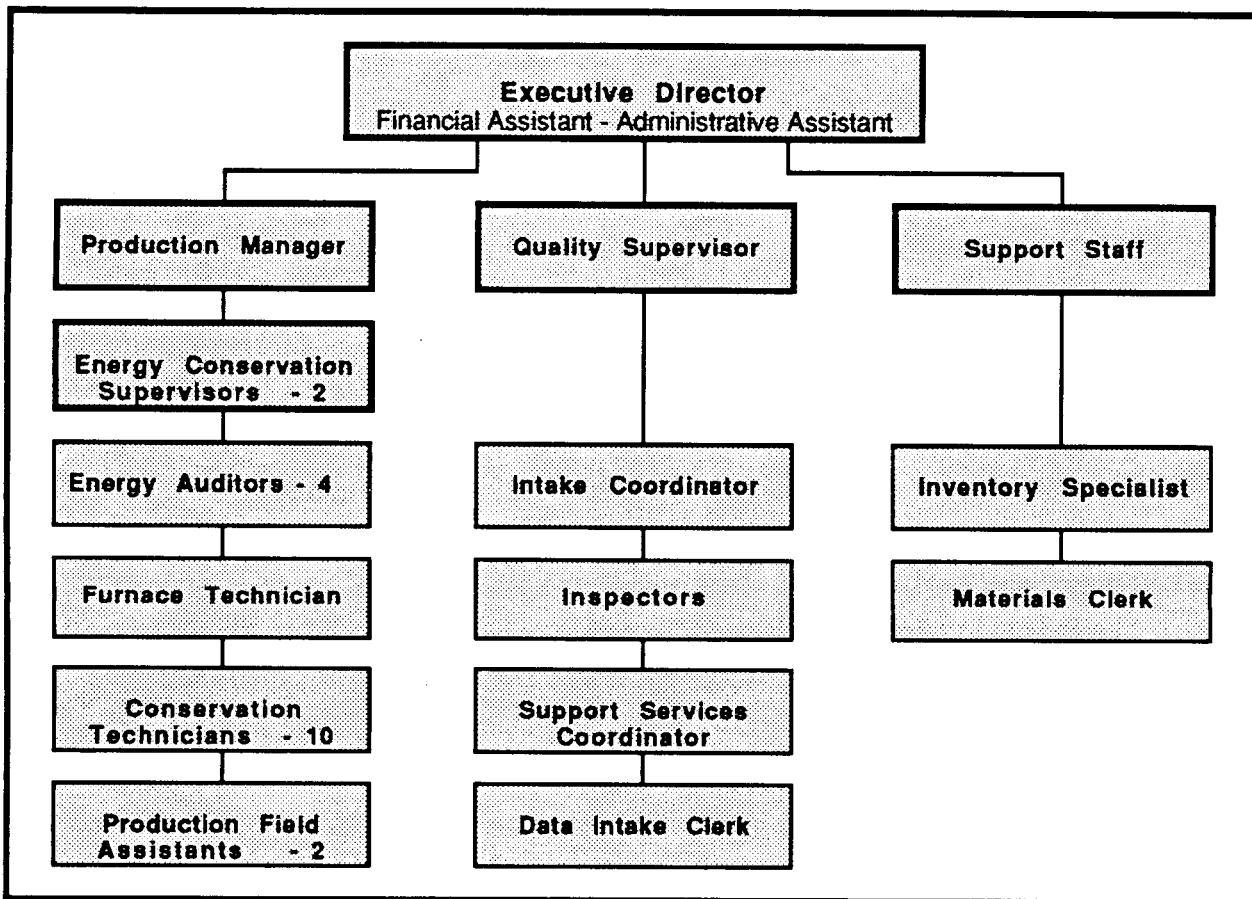 Executive Director
Financial Assistant - Administrative Assistant
Production Manager
Quality Supervisor
Support Staff
Energy Conservation
Supervisors - 2
Energy Auditors - 4
Intake Coordinator
Inventory Specialist
Furnace Technician
Inspectors
Materials Clerk
Conservation
Technicians - 10
Support Services
Coordinator
Production Field
Assistants - 2
Data Intake Clerk